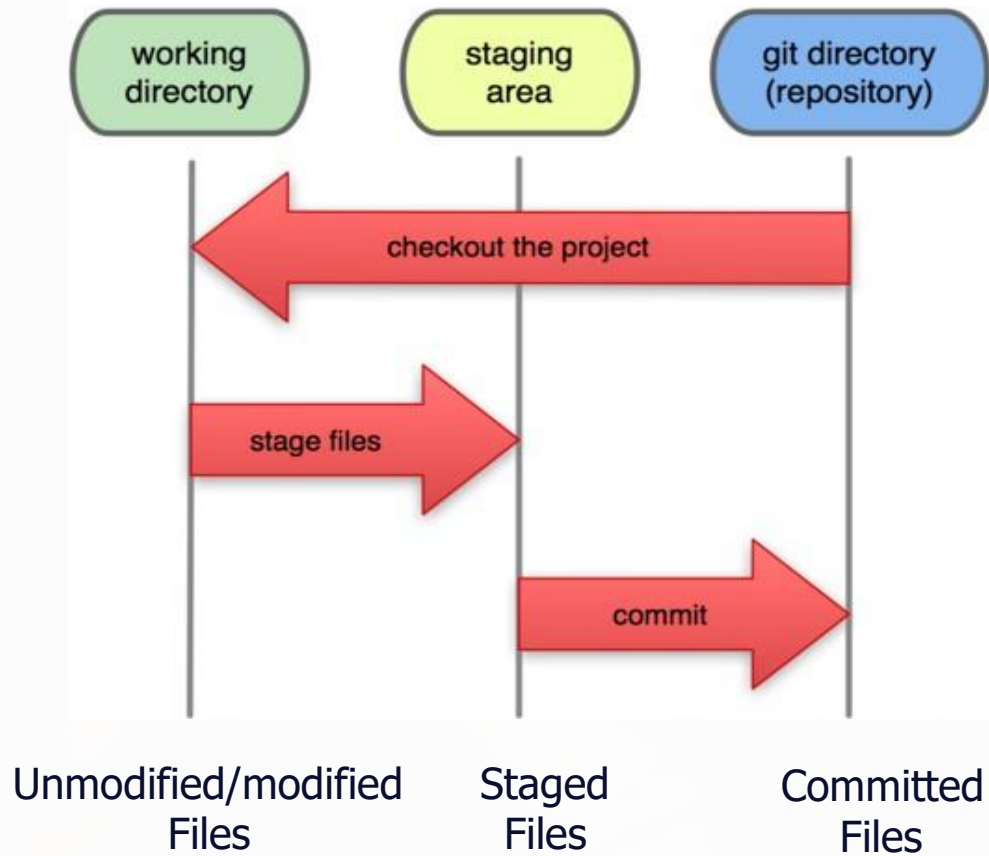 working
directory
staging
area
git directory
(repository)
checkout the project
stage files
commit
Unmodified/modified
Files
Staged
Files
Committed
Files